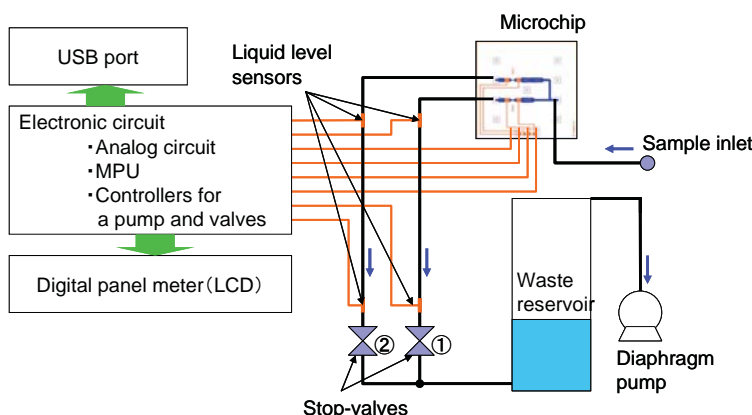 Microchip
USB port
Liquid level
sensors
Electronic circuit
・Analog circuit
・MPU
・Controllers for
a pump and valves
Sample inlet
Digital panel meter（LCD）
Waste
reservoir
②
①
Diaphragm
pump
Stop-valves